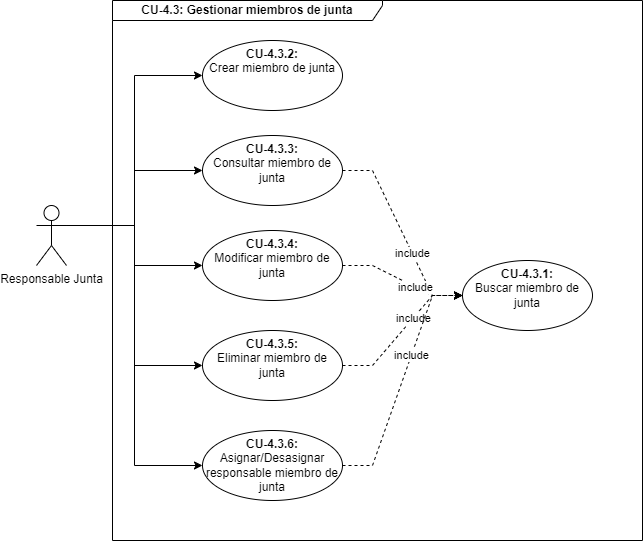 CU-4.3: Gestionar miembros de junta
CU-4.3.2:
Crear miembro de junta
CU-4.3.3:
Consultar miembro de
junta
include
CU-4.3.4:
Modificar miembro de
junta
Responsable Junta
CU-4.3.1:
Buscar miembro de
junta
include
include
CU-4.3.5:
Eliminar miembro de
junta
include
CU-4.3.6:
Asignar/Desasignar
responsable miembro de
junta